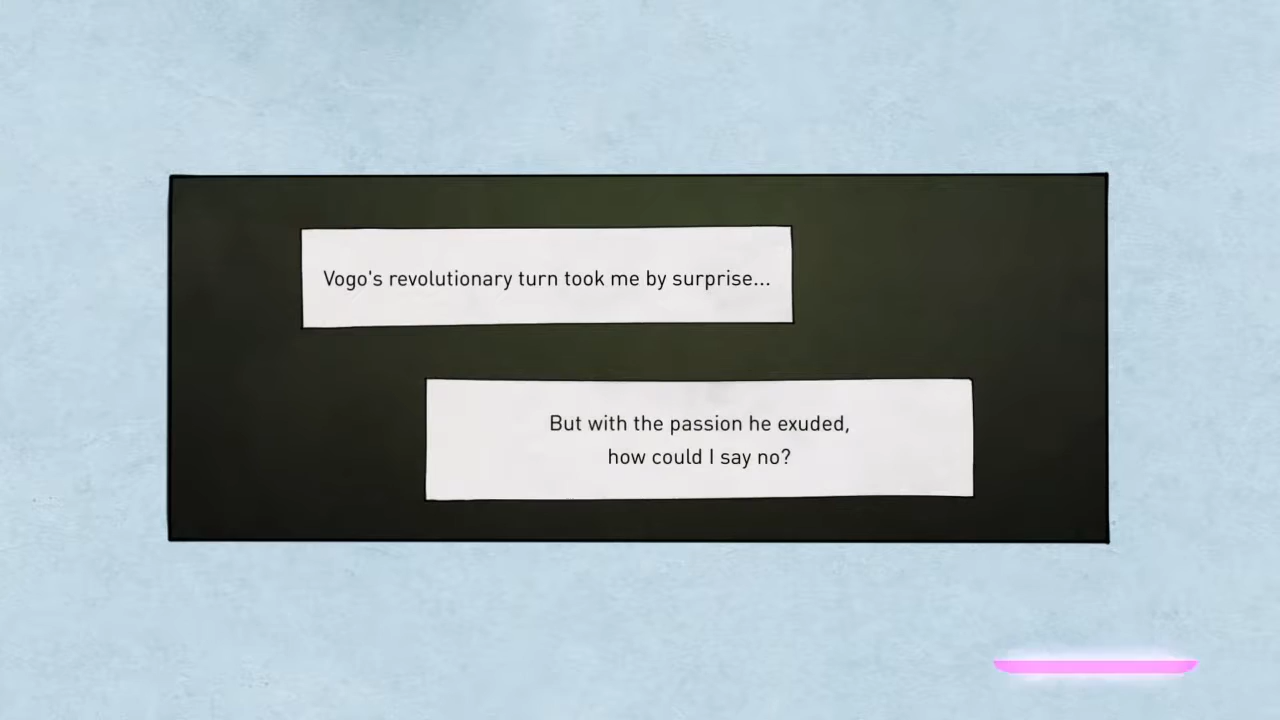 Vogo's revolutionary turn took me by surprise...
But with the passion he exuded,
how could I say no?